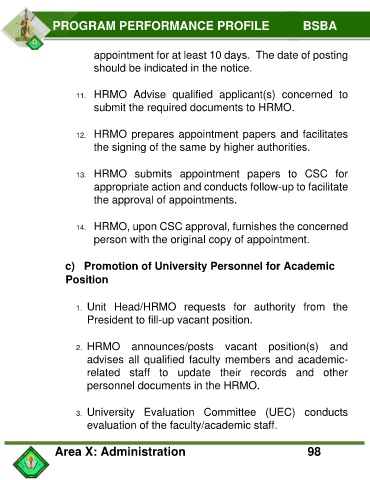 PROGRAM PERFORMANCE PROFILE BSBA
appointment for at least 10 days. The date of posting
should be indicated in the notice.
11. HRMO Advise qualified applicant(s) concerned to
submit the required documents to HRMO.
12. HRMO prepares appointment papers and facilitates
the signing of the same by higher authorities.
13. HRMO submits appointment papers to CSC for
appropriate action and conducts follow-up to facilitate
the approval of appointments.
14. HRMO, upon CSC approval, furnishes the concerned
person with the original copy of appointment.
c) Promotion of University Personnel for Academic
Position
1. Unit Head/HRMO requests for authority from the
President to fill-up vacant position.
2. HRMO announces/posts vacant position(s) and
advises all qualified faculty members and academic-
related staff to update their records and other
personnel documents in the HRMO.
3. University Evaluation Committee (UEC) conducts
evaluation of the faculty/academic staff.
Area X: Administration 98